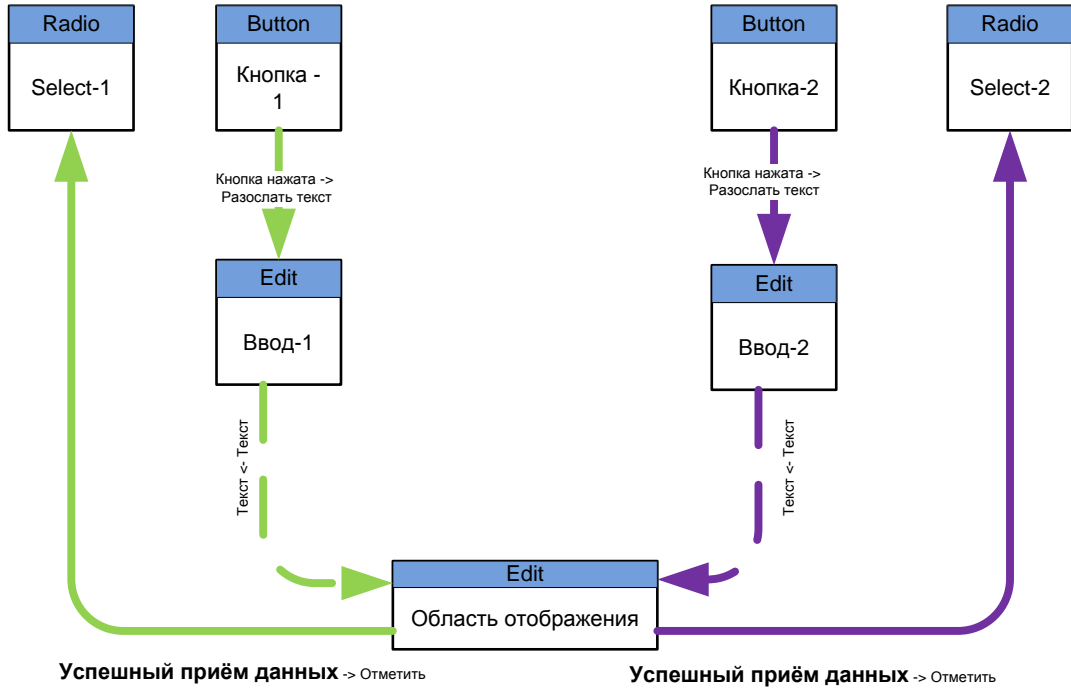 Radio
Select-1
Button
Кнопка -
1
Button
Кнопка-2
Radio
Select-2
Кнопка нажата ->
Разослать текст
Кнопка нажата ->
Разослать текст
Edit
Ввод-1
Edit
Ввод-2
Текст <- Текст
Текст <- Текст
Edit
Область отображения
Успешный приём данных -> Отметить
Успешный приём данных -> Отметить